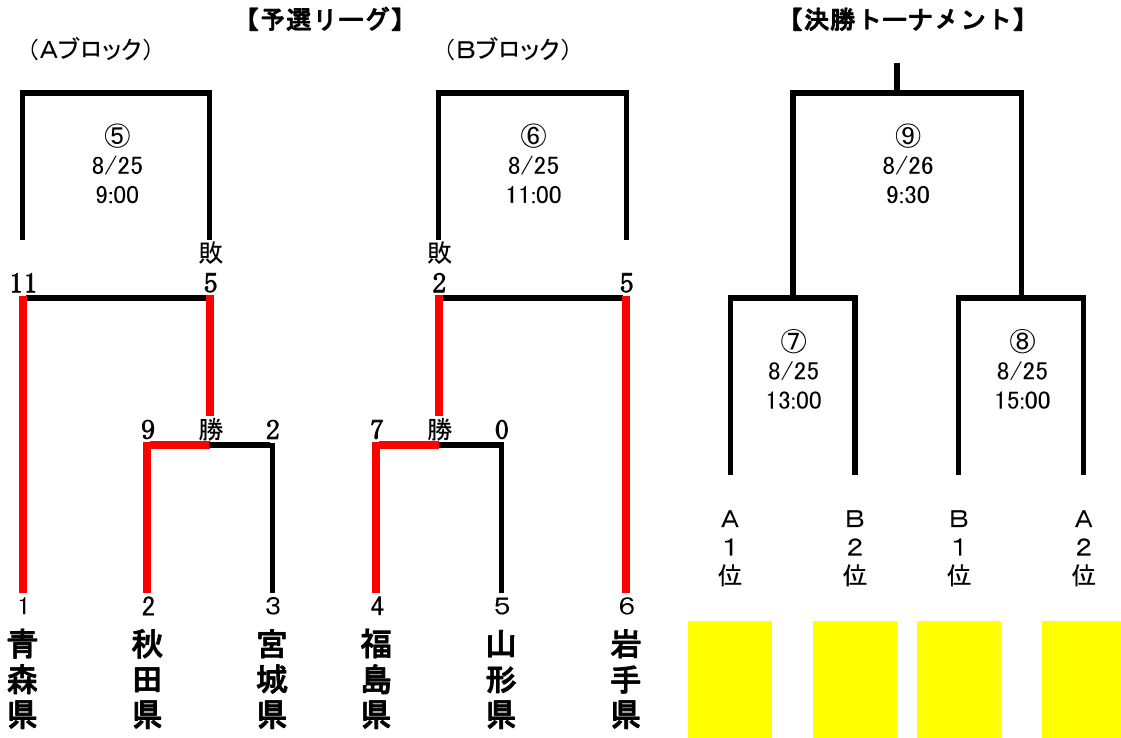 【予選リーグ】
【決勝トーナメント】
（Aブロック）
（Bブロック）
⑤
8/25
9:00
⑥
8/25
11:00
⑨
8/26
9:30
敗
敗
11
5
2
5
⑦
8/25
13:00
⑧
8/25
15:00
9
勝
2
7
勝
0
A1位
B2位
B1位
A2位
1
2
3
4
5
6
青森県
秋田県
宮城県
福島県
山形県
岩手県